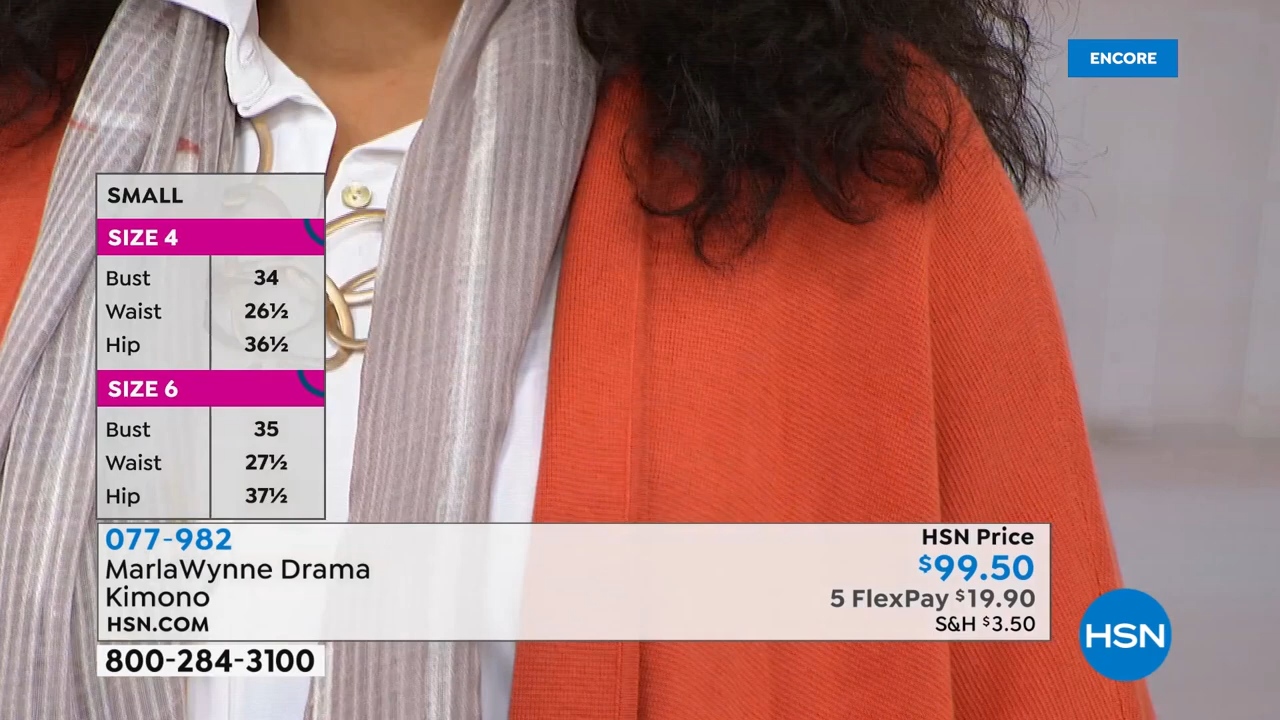 ENCORE
SMALL
SIZE 4
Bust 34
Waist 26½
Hip 36½
SIZE 6
Bust 35
Waist 27½
Hip 37½
077-982
MarlaWynne Drama
Kimono
HSN.COM
HSN Price
$99.50
5 FlexPay $19.90
S&H $3.50
800-284-3100
HSN